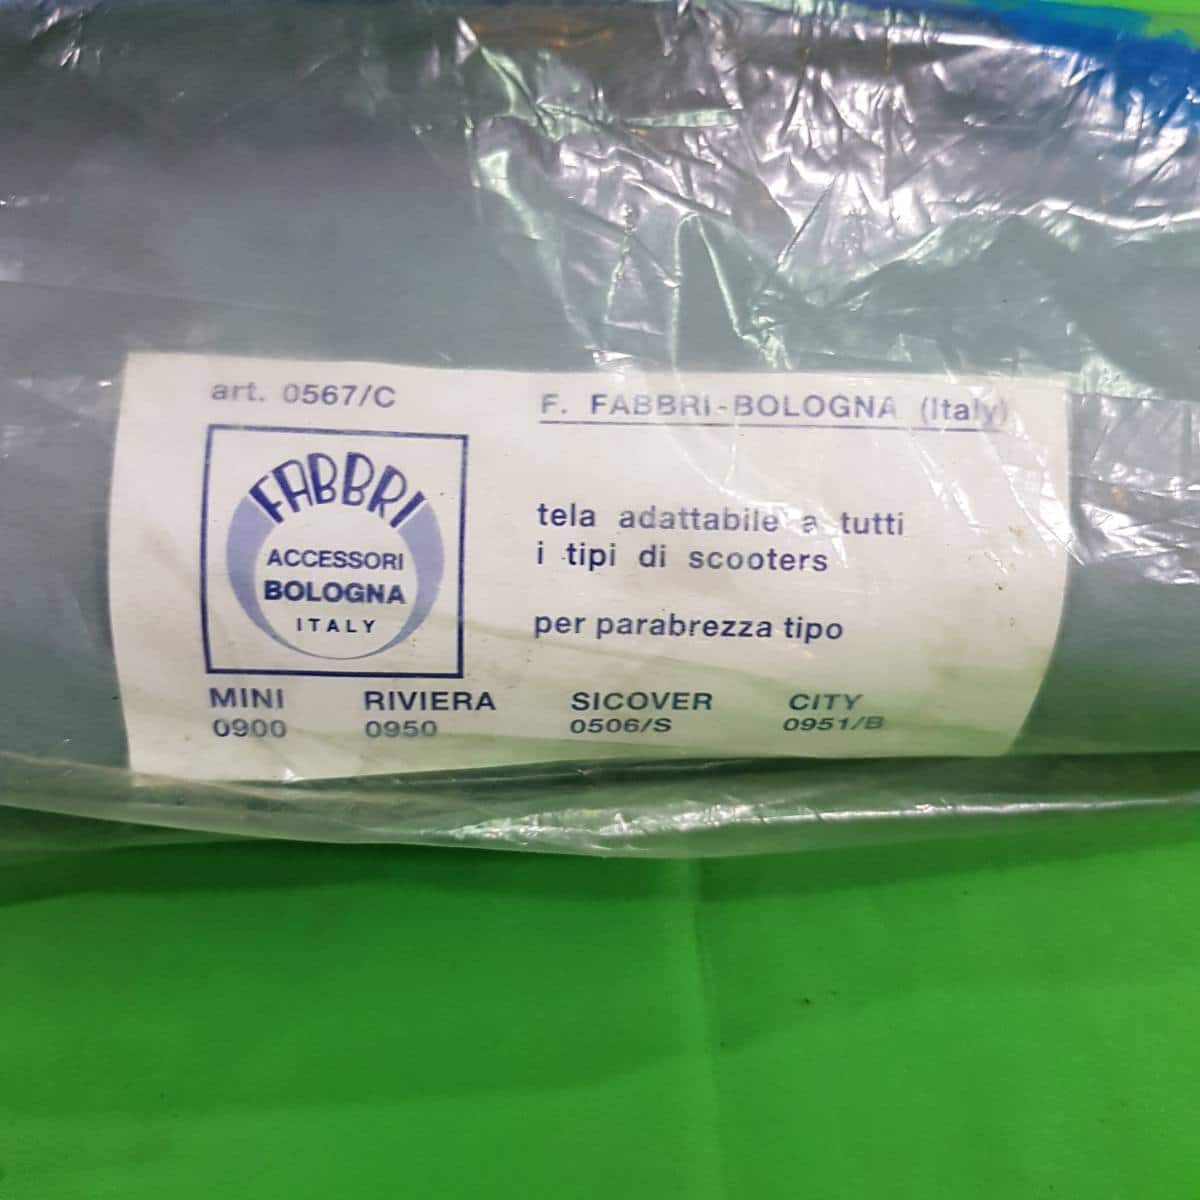 art. 0567/C
F. FABBRI-BOLOGNA (Italy)
FABBRI
ACCESSORI
BOLOGNA
ITALY
tela adattabile a tutti
i tipi di scooters
per parabrezza tipo
MINI RIVIERA SICOVER CITY
0900 0950 0506/S 0951/B